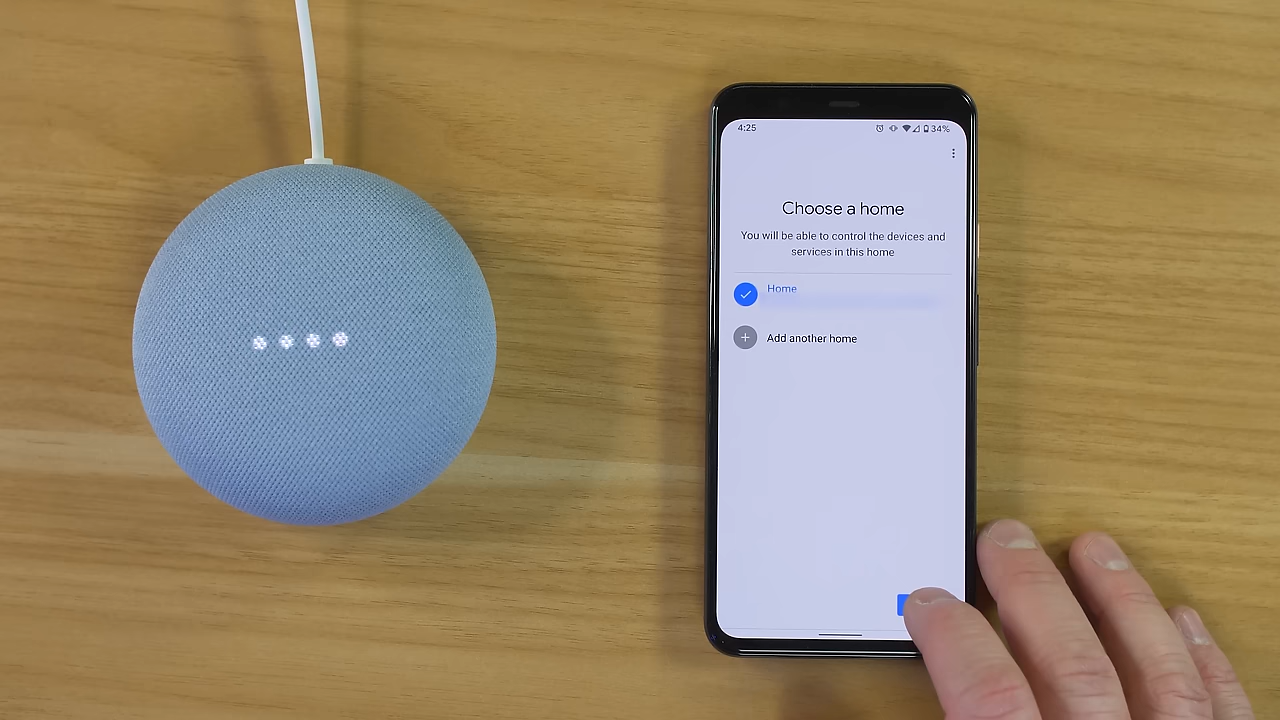 4:25
34%
Choose a home
You will be able to control the devices and
services in this home
Home
Add another home